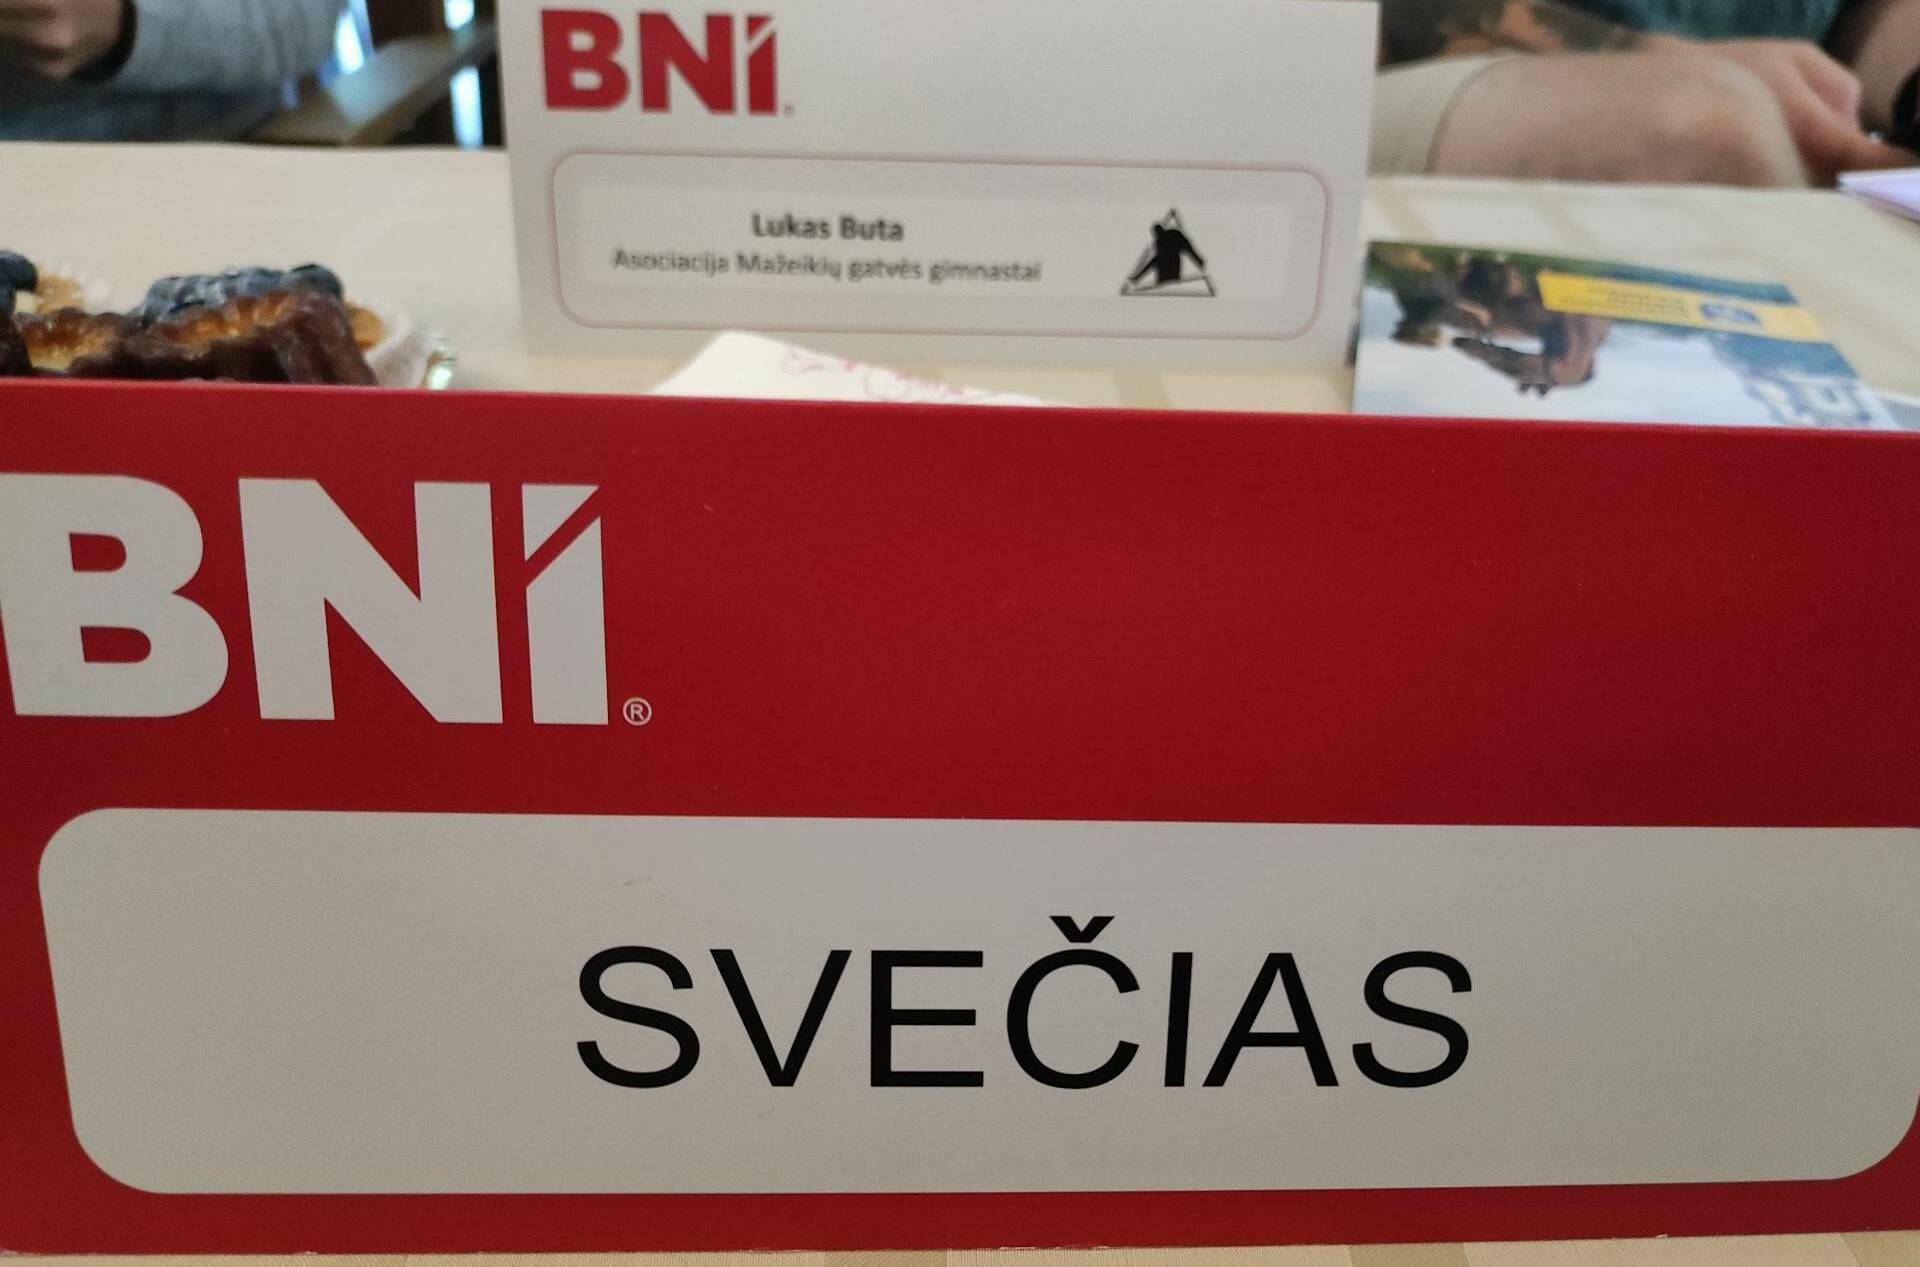 BNI
Lukas Buta
Asociacija Mažeikių gatvės gimnastai
BNI®
SVEČIAS